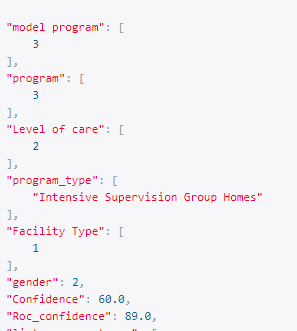 "model program": [
3
],
"program": [
3
],
"Level of care": [
2
],
"program_type": [
"Intensive Supervision Group Homes"
],
"Facility Type": [
1
],
"gender": 2,
"Confidence": 60.0,
"Roc_confidence": 89.0,